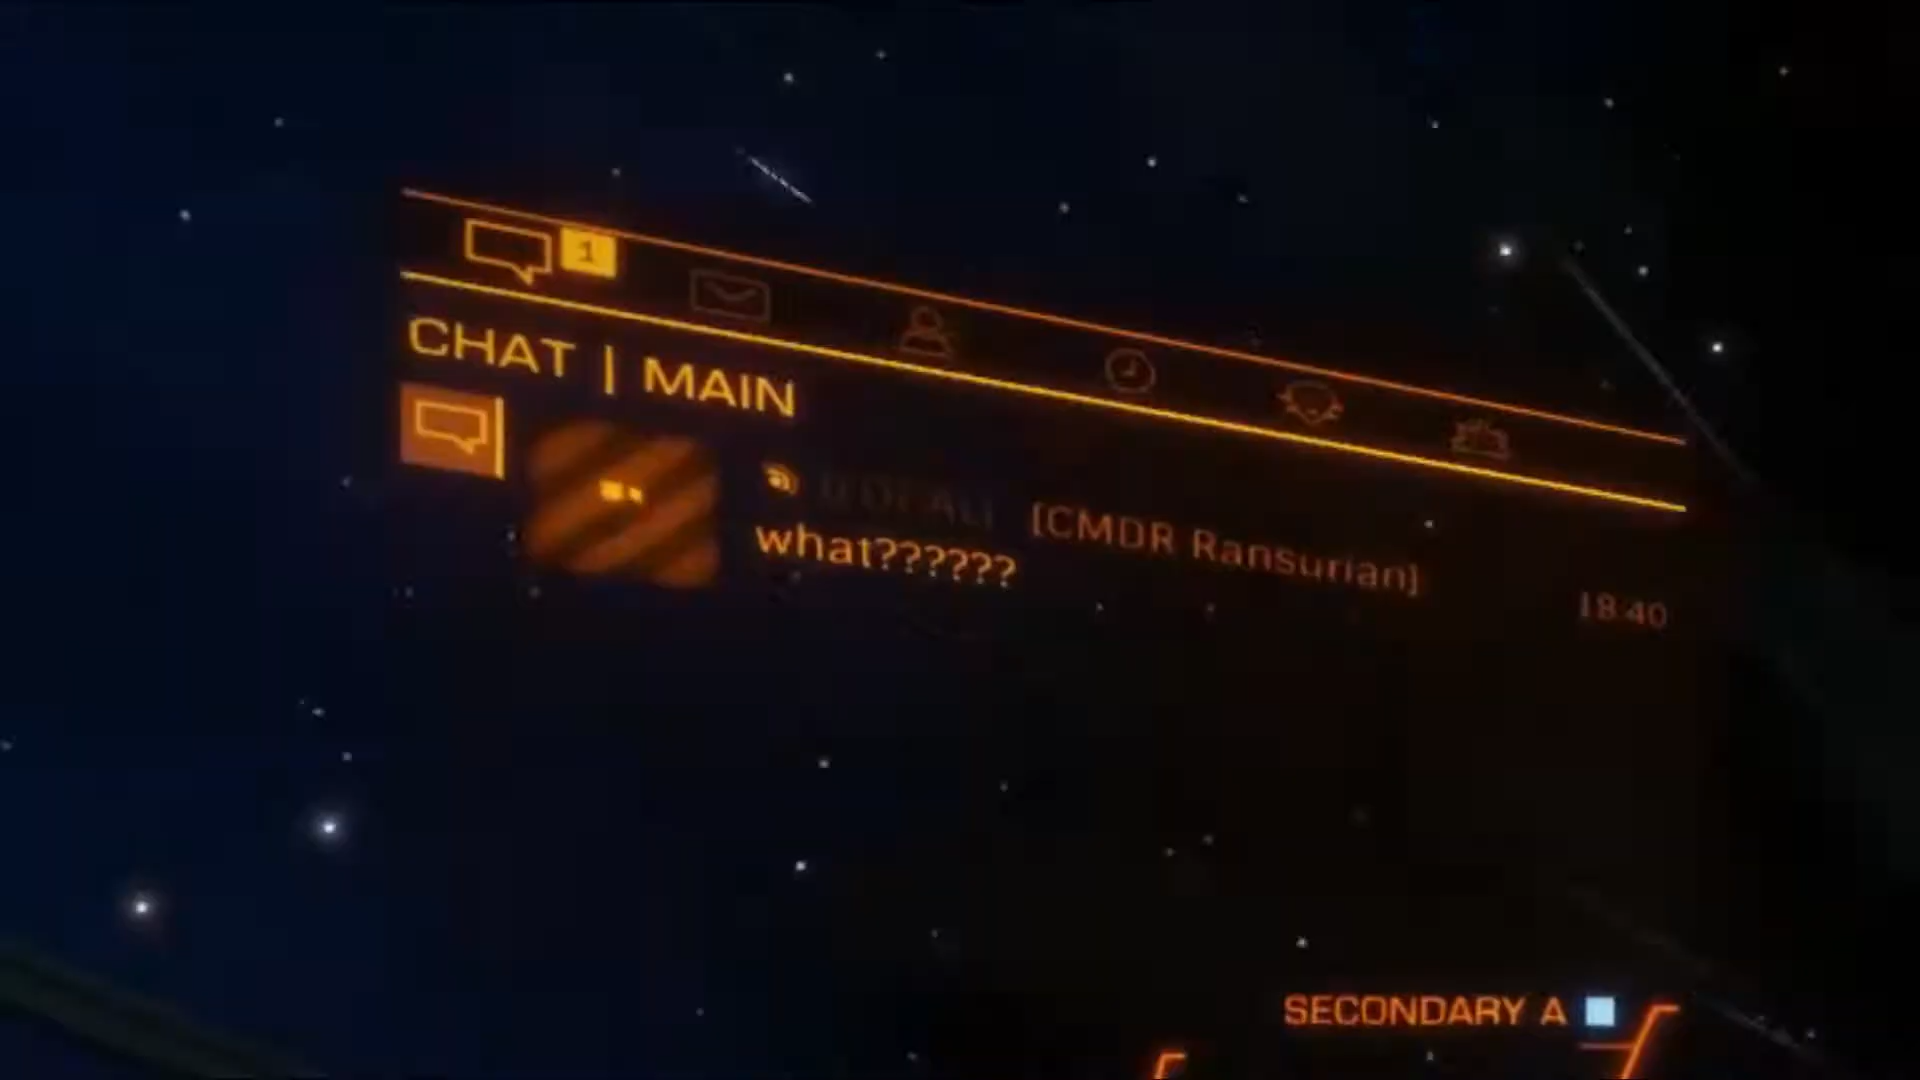 1
CHAT | MAIN
[CMDR Ransurian]
what??????
18:40
SECONDARY A